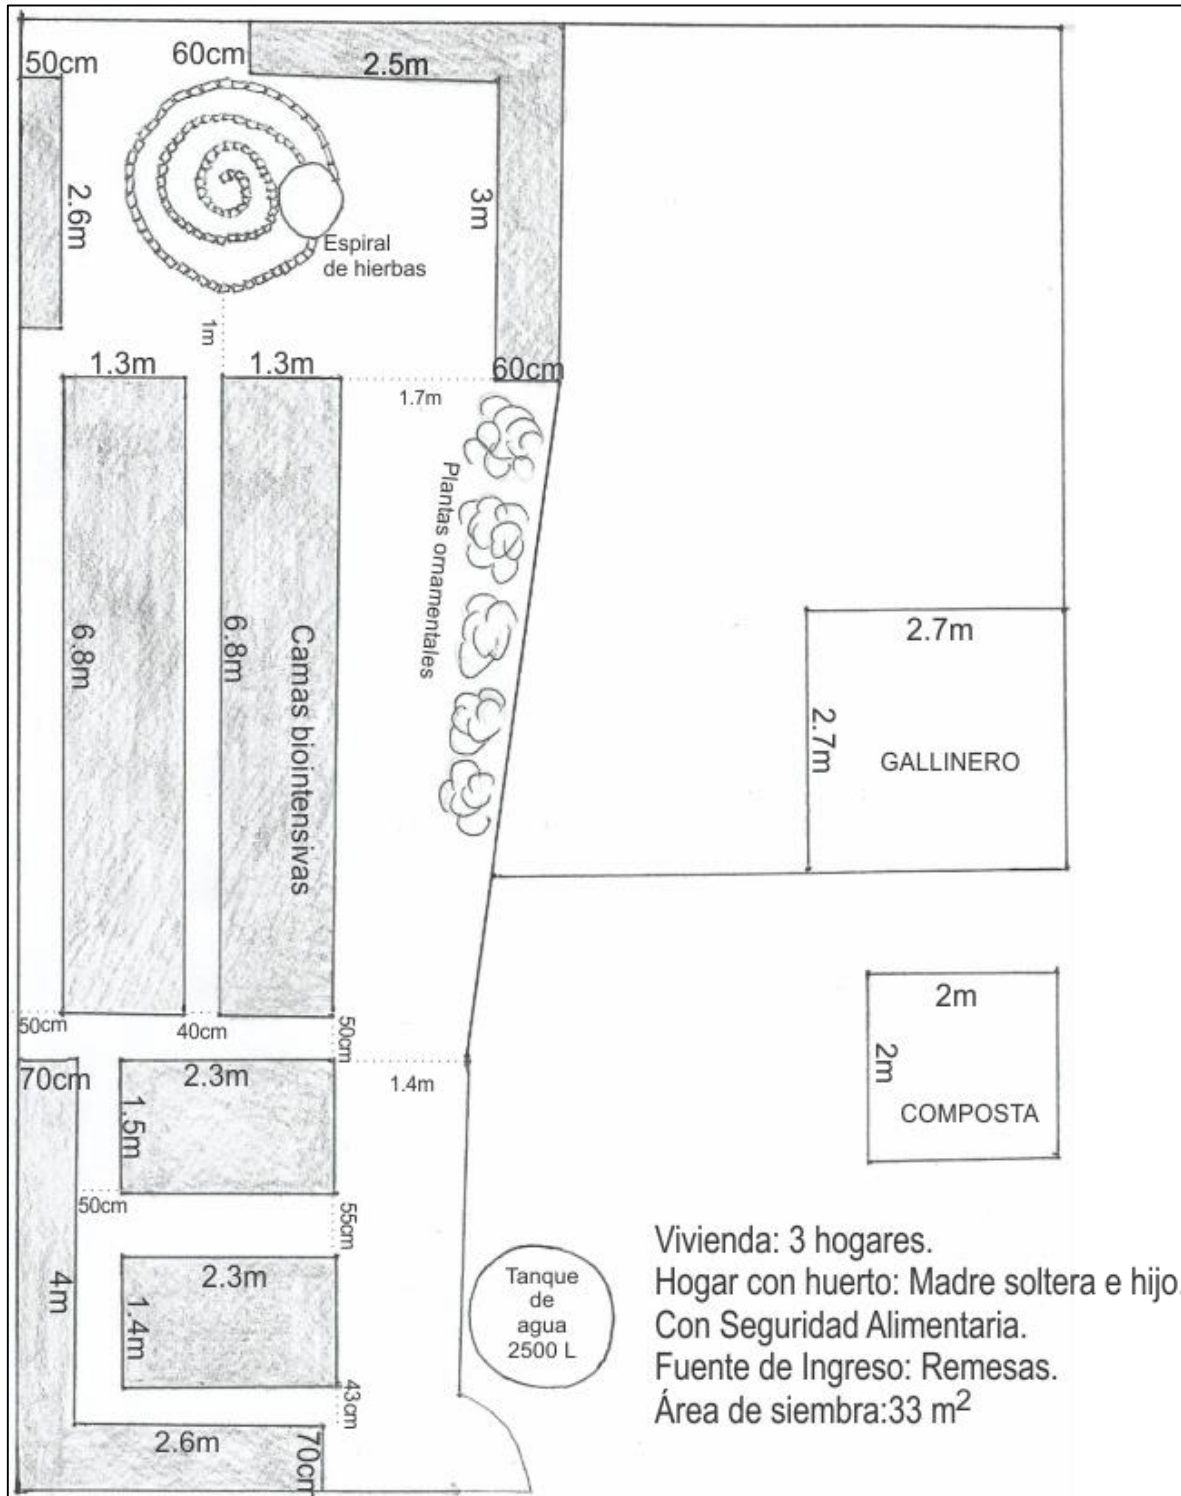 50cm
60cm
2.5m
2.6m
3m
Espiral
de hierbas
1m
1.3m
1.3m
60cm
1.7m
Plantas ornamentales
6.8m
6.8m
Camas biointensivas
2.7m
2.7m
GALLINERO
50cm
40cm
50cm
2m
2m
COMPOSTA
70cm
2.3m
1.4m
1.5m
50cm
55cm
4m
2.3m
1.4m
Tanque
de
agua
2500 L
43cm
2.6m
70cm
Vivienda: 3 hogares.
Hogar con huerto: Madre soltera e hijo.
Con Seguridad Alimentaria.
Fuente de Ingreso: Remesas.
Área de siembra:33 m²